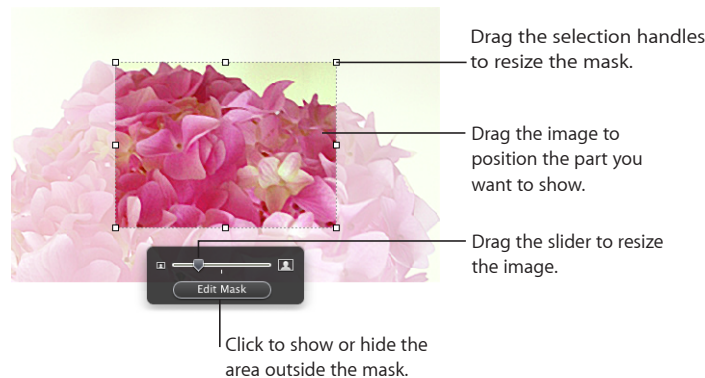 Drag the selection handles
to resize the mask.
Drag the image to
position the part you
want to show.
Drag the slider to resize
the image.
Edit Mask
Click to show or hide the
area outside the mask.